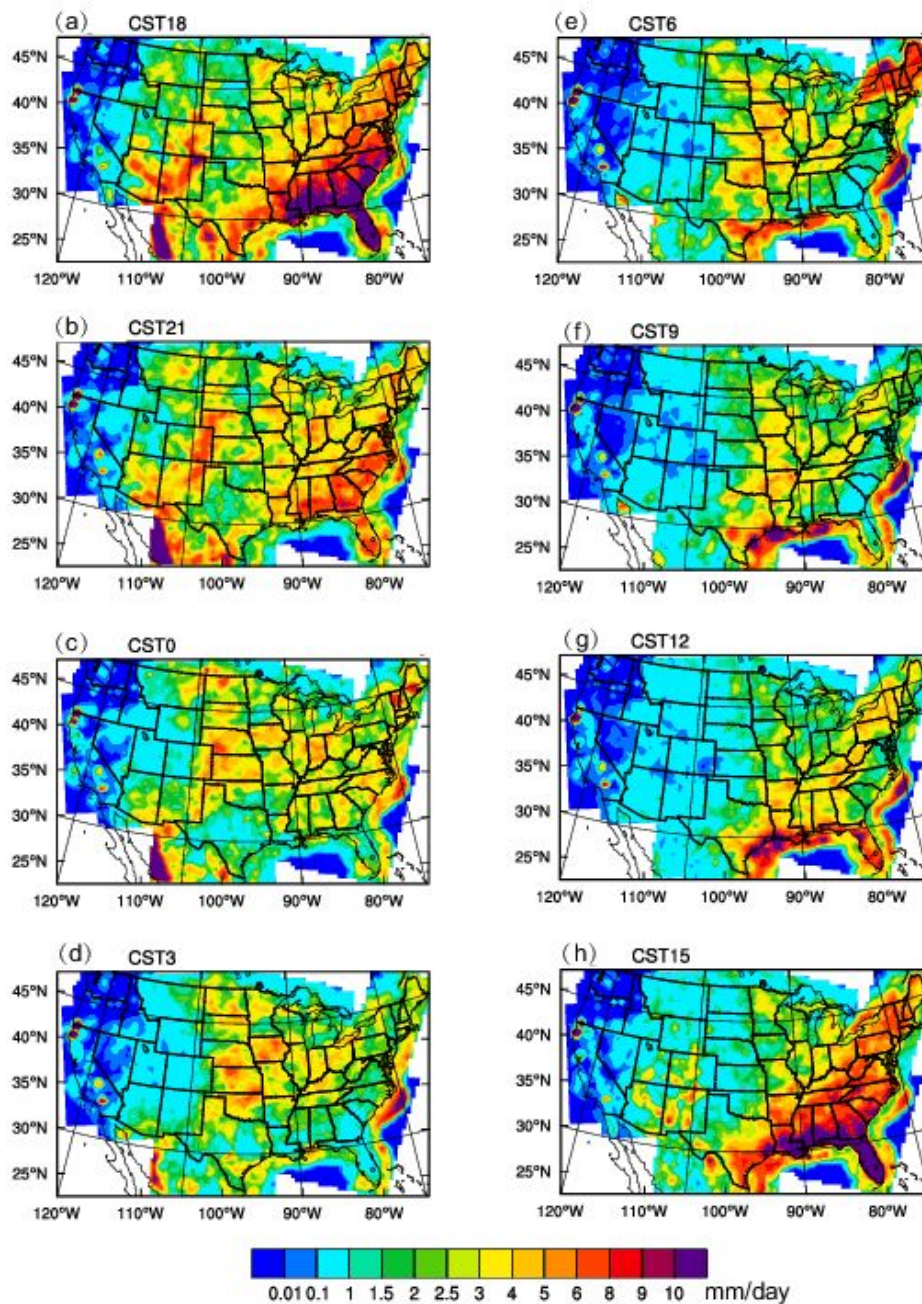 (a) CST18
45°N
40°N
35°N
30°N
25°N
120°W 110°W 100°W 90°W 80°W
(b) CST21
45°N
40°N
35°N
30°N
25°N
120°W 110°W 100°W 90°W 80°W
(c) CST0
45°N
40°N
35°N
30°N
25°N
120°W 110°W 100°W 90°W 80°W
(d) CST3
45°N
40°N
35°N
30°N
25°N
120°W 110°W 100°W 90°W 80°W
(e) CST6
45°N
40°N
35°N
30°N
25°N
120°W 110°W 100°W 90°W 80°W
(f) CST9
45°N
40°N
35°N
30°N
25°N
120°W 110°W 100°W 90°W 80°W
(g) CST12
45°N
40°N
35°N
30°N
25°N
120°W 110°W 100°W 90°W 80°W
(h) CST15
45°N
40°N
35°N
30°N
25°N
120°W 110°W 100°W 90°W 80°W
0.01 0.1 1 1.5 2 2.5 3 4 5 6 8 9 10 mm/day